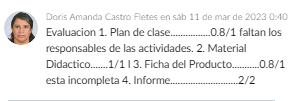 Doris Amanda Castro Fletes en sáb 11 de mar de 2023 0:40
Evaluacion 1. Plan de clase................0.8/1 faltan los
responsables de las actividades. 2. Material
Didactico.......1/1 I 3. Ficha del Producto...........0.8/1
esta incompleta 4. Informe...........................2/2